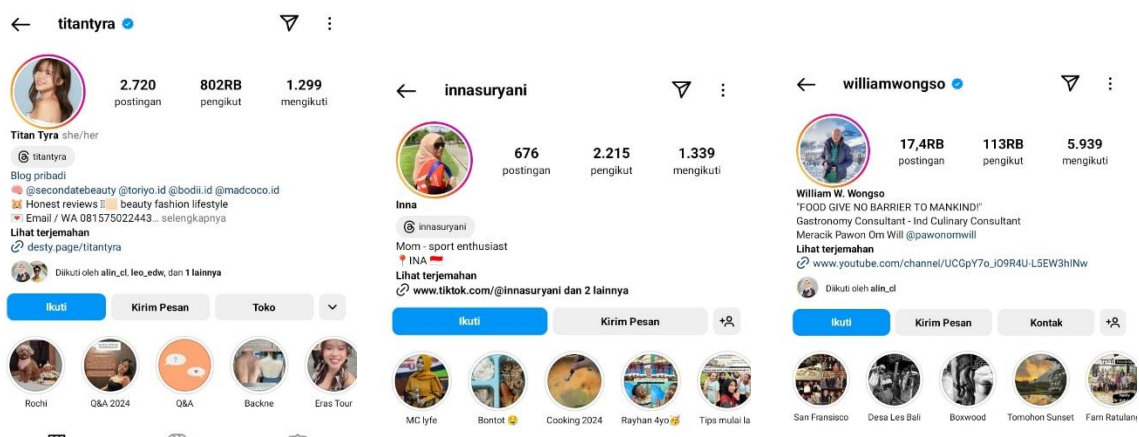 titantyra
2.720 802RB 1.299
postingan pengikut mengikuti
Titan Tyra she/her
titantyra
Blog pribadi
@secondatebeauty @toriyo.id @bodii.id @madcoco.id
Honest reviews beauty fashion lifestyle
Email / WA 081575022443... selengkapnya
Lihat terjemahan
desty.page/titantyra
Diikuti oleh alin_cl, leo_edw, dan 1 lainnya
Ikuti Kirim Pesan Toko
Rochi Q&A 2024 Q&A Backne Eras Tour
innasuryani
676 2.215 1.339
postingan pengikut mengikuti
Inna
innasuryani
Mom - sport enthusiast
📍INA
Lihat terjemahan
www.tiktok.com/@innasuryani dan 2 lainnya
Ikuti Kirim Pesan
MC lyfe Bontot Cooking 2024 Rayhan 4yo Tips mulai la
williamwongso
17,4RB 113RB 5.939
postingan pengikut mengikuti
William W. Wongso
"FOOD GIVE NO BARRIER TO MANKIND!"
Gastronomy Consultant - Ind Culinary Consultant
Meracik Pawon Om Will @pawonomwill
Lihat terjemahan
www.youtube.com/channel/UCGpY7o_iO9R4U-L5EW3hINw
Diikuti oleh alin_cl
Ikuti Kirim Pesan Kontak
San Fransisco Desa Les Bali Boxwood Tomohon Sunset Fam Ratulang